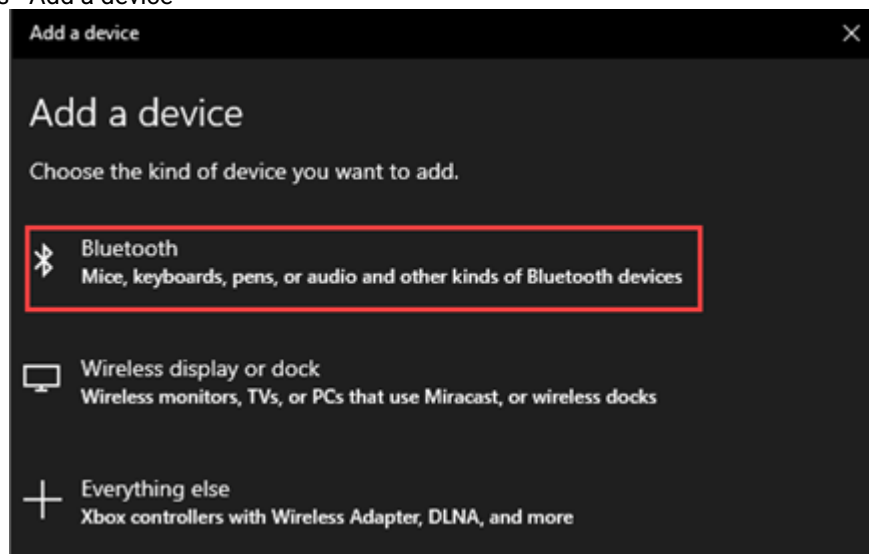 Add a device
Add a device
Add a device
Choose the kind of device you want to add.
Bluetooth
Mice, keyboards, pens, or audio and other kinds of Bluetooth devices
Wireless display or dock
Wireless monitors, TVs, or PCs that use Miracast, or wireless docks
Everything else
Xbox controllers with Wireless Adapter, DLNA, and more